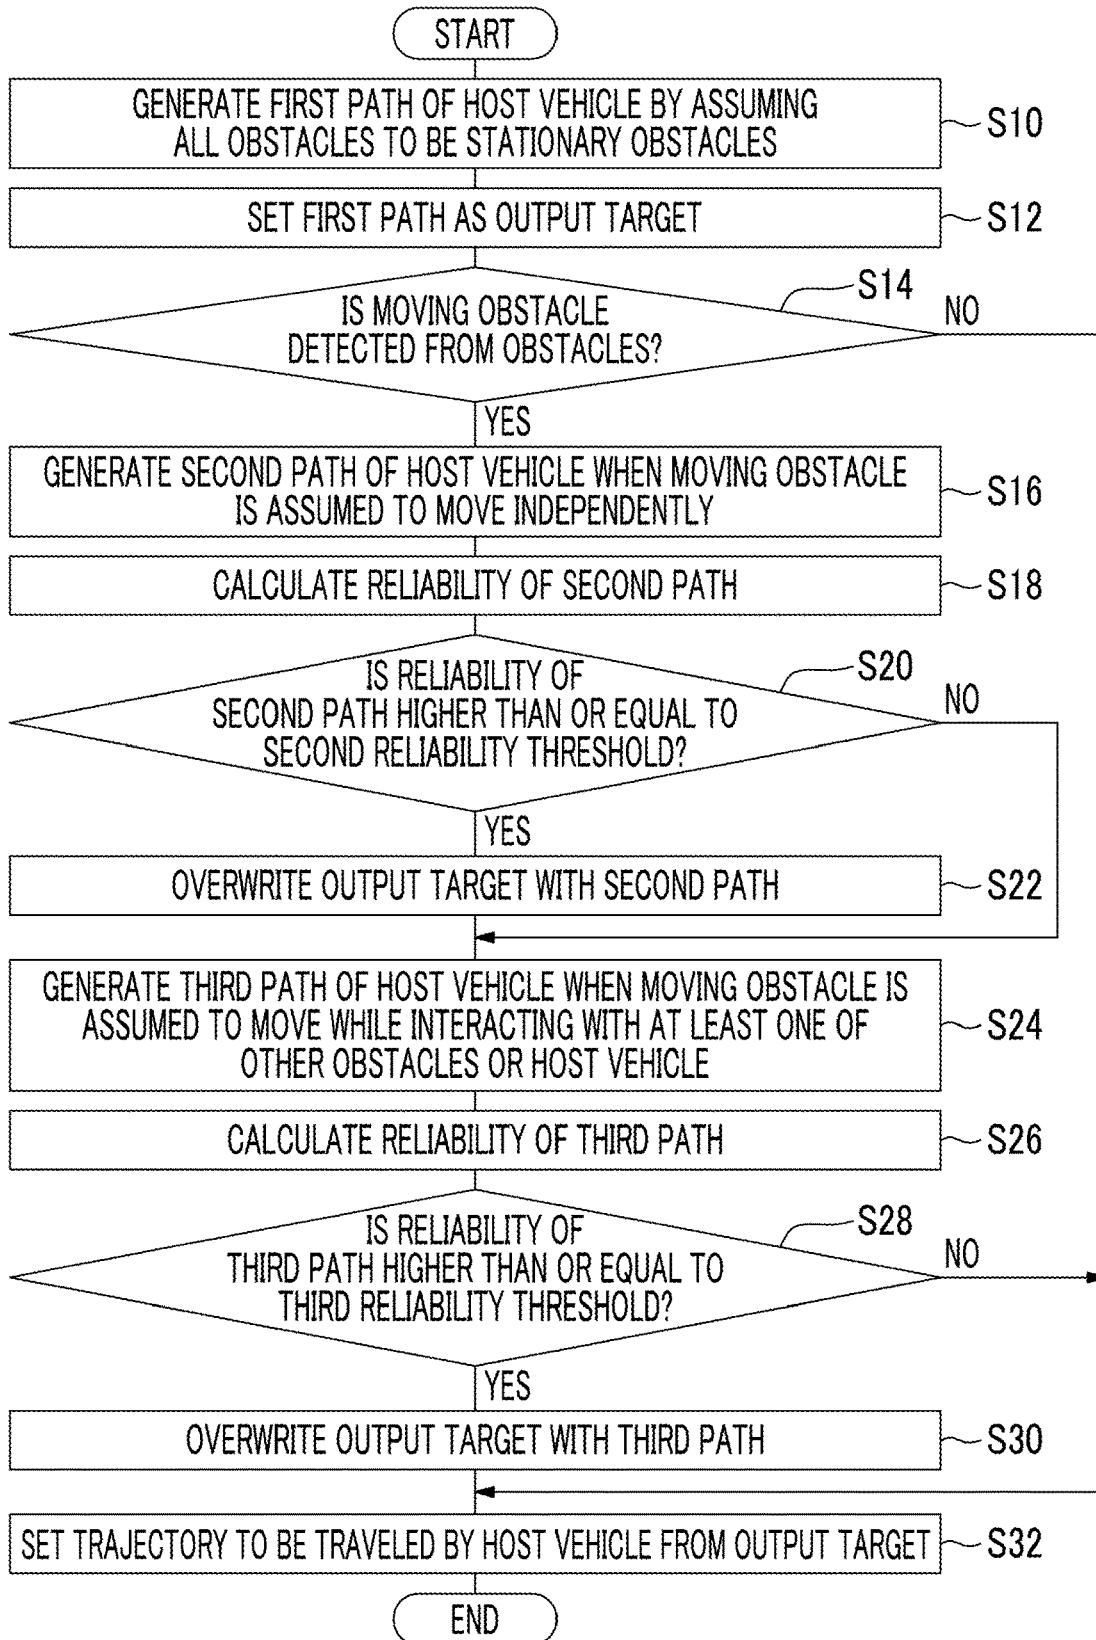 START
GENERATE FIRST PATH OF HOST VEHICLE BY ASSUMING
ALL OBSTACLES TO BE STATIONARY OBSTACLES
S10
SET FIRST PATH AS OUTPUT TARGET
S12
IS MOVING OBSTACLE
DETECTED FROM OBSTACLES?
S14
NO
YES
GENERATE SECOND PATH OF HOST VEHICLE WHEN MOVING OBSTACLE
IS ASSUMED TO MOVE INDEPENDENTLY
S16
CALCULATE RELIABILITY OF SECOND PATH
S18
IS RELIABILITY OF
SECOND PATH HIGHER THAN OR EQUAL TO
SECOND RELIABILITY THRESHOLD?
S20
NO
YES
OVERWRITE OUTPUT TARGET WITH SECOND PATH
S22
GENERATE THIRD PATH OF HOST VEHICLE WHEN MOVING OBSTACLE IS
ASSUMED TO MOVE WHILE INTERACTING WITH AT LEAST ONE OF
OTHER OBSTACLES OR HOST VEHICLE
S24
CALCULATE RELIABILITY OF THIRD PATH
S26
IS RELIABILITY OF
THIRD PATH HIGHER THAN OR EQUAL TO
THIRD RELIABILITY THRESHOLD?
S28
NO
YES
OVERWRITE OUTPUT TARGET WITH THIRD PATH
S30
SET TRAJECTORY TO BE TRAVELED BY HOST VEHICLE FROM OUTPUT TARGET
S32
END